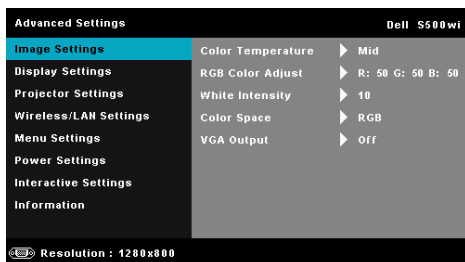 Advanced Settings Dell S500wi
Image Settings Color Temperature Mid
Display Settings RGB Color Adjust R: 50 G: 50 B: 50
Projector Settings White Intensity 10
Wireless/LAN Settings Color Space RGB
Menu Settings VGA Output Off
Power Settings
Interactive Settings
Information
Resolution : 1280x800